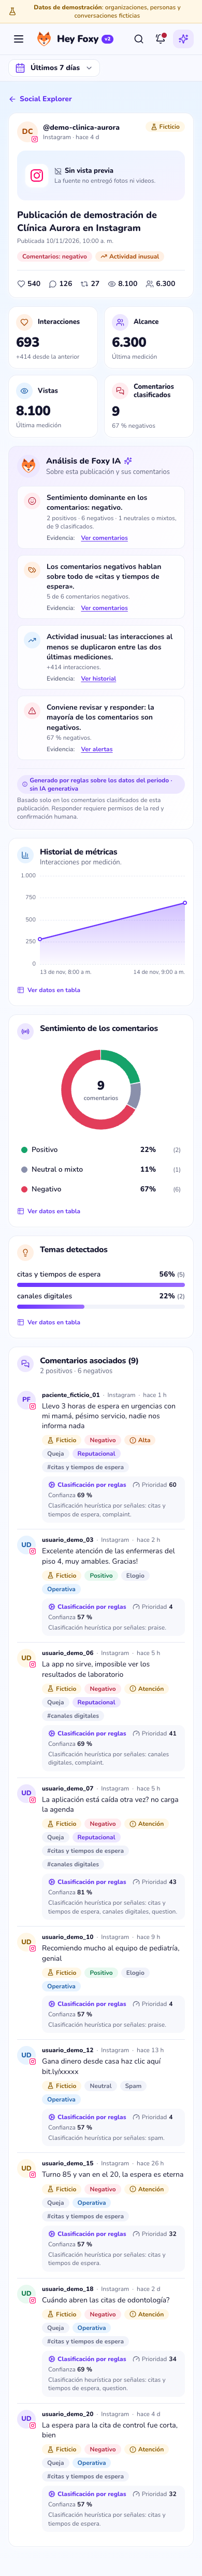 Datos de demostración: organizaciones, personas y
conversaciones ficticias
Hey Foxy v2
Últimos 7 días
Social Explorer
DC
@demo-clinica-aurora
Ficticio
Instagram · hace 4 d
Sin vista previa
La fuente no entregó fotos ni videos.
Publicación de demostración de
Clínica Aurora en Instagram
Publicada 10/11/2026, 10:00 a. m.
Comentarios: negativo
Actividad inusual
540
126
27
8.100
6.300
Interacciones
693
+414 desde la anterior
Alcance
6.300
Última medición
Vistas
8.100
Última medición
Comentarios
clasificados
9
67 % negativos
Análisis de Foxy IA
Sobre esta publicación y sus comentarios
Sentimiento dominante en los
comentarios: negativo.
2 positivos · 6 negativos · 1 neutrales o mixtos,
de 9 clasificados.
Evidencia: Ver comentarios
Los comentarios negativos hablan
sobre todo de «citas y tiempos de
espera».
5 de 6 comentarios negativos.
Evidencia: Ver comentarios
Actividad inusual: las interacciones al
menos se duplicaron entre las dos
últimas mediciones.
+414 interacciones.
Evidencia: Ver historial
Conviene revisar y responder: la
mayoría de los comentarios son
negativos.
67 % negativos.
Evidencia: Ver alertas
Generado por reglas sobre los datos del periodo ·
sin IA generativa
Basado solo en los comentarios clasificados de esta
publicación. Responder requiere permisos de la red y
confirmación humana.
Historial de métricas
Interacciones por medición.
1.000
750
500
250
0
13 de nov, 8:00 a. m.
14 de nov, 9:00 a. m.
Ver datos en tabla
Sentimiento de los comentarios
9
comentarios
Positivo 22% (2)
Neutral o mixto 11% (1)
Negativo 67% (6)
Ver datos en tabla
Temas detectados
citas y tiempos de espera 56% (5)
canales digitales 22% (2)
Ver datos en tabla
Comentarios asociados (9)
2 positivos · 6 negativos
PF
paciente_ficticio_01 · Instagram · hace 1 h
Llevo 3 horas de espera en urgencias con
mi mamá, pésimo servicio, nadie nos
informa nada
Ficticio Negativo Alta
Queja Reputacional
#citas y tiempos de espera
Clasificación por reglas Prioridad 60
Confianza 69 %
Clasificación heurística por señales: citas y
tiempos de espera, complaint.
UD
usuario_demo_03 · Instagram · hace 2 h
Excelente atención de las enfermeras del
piso 4, muy amables. Gracias!
Ficticio Positivo Elogio
Operativa
Clasificación por reglas Prioridad 4
Confianza 57 %
Clasificación heurística por señales: praise.
UD
usuario_demo_06 · Instagram · hace 5 h
La app no sirve, imposible ver los
resultados de laboratorio
Ficticio Negativo Atención
Queja Reputacional
#canales digitales
Clasificación por reglas Prioridad 41
Confianza 69 %
Clasificación heurística por señales: canales
digitales, complaint.
UD
usuario_demo_07 · Instagram · hace 5 h
La aplicación está caída otra vez? no carga
la agenda
Ficticio Negativo Atención
Queja Reputacional
#citas y tiempos de espera
#canales digitales
Clasificación por reglas Prioridad 43
Confianza 81 %
Clasificación heurística por señales: citas y
tiempos de espera, canales digitales, question.
UD
usuario_demo_10 · Instagram · hace 9 h
Recomiendo mucho al equipo de pediatría,
genial
Ficticio Positivo Elogio
Operativa
Clasificación por reglas Prioridad 4
Confianza 57 %
Clasificación heurística por señales: praise.
UD
usuario_demo_12 · Instagram · hace 13 h
Gana dinero desde casa haz clic aquí
bit.ly/xxxxx
Ficticio Neutral Spam
Operativa
Clasificación por reglas Prioridad 4
Confianza 57 %
Clasificación heurística por señales: spam.
UD
usuario_demo_15 · Instagram · hace 26 h
Turno 85 y van en el 20, la espera es eterna
Ficticio Negativo Atención
Queja Operativa
#citas y tiempos de espera
Clasificación por reglas Prioridad 32
Confianza 57 %
Clasificación heurística por señales: citas y
tiempos de espera.
UD
usuario_demo_18 · Instagram · hace 2 d
Cuándo abren las citas de odontología?
Ficticio Negativo Atención
Queja Operativa
#citas y tiempos de espera
Clasificación por reglas Prioridad 34
Confianza 69 %
Clasificación heurística por señales: citas y
tiempos de espera, question.
UD
usuario_demo_20 · Instagram · hace 4 d
La espera para la cita de control fue corta,
bien
Ficticio Negativo Atención
Queja Operativa
#citas y tiempos de espera
Clasificación por reglas Prioridad 32
Confianza 57 %
Clasificación heurística por señales: citas y
tiempos de espera.